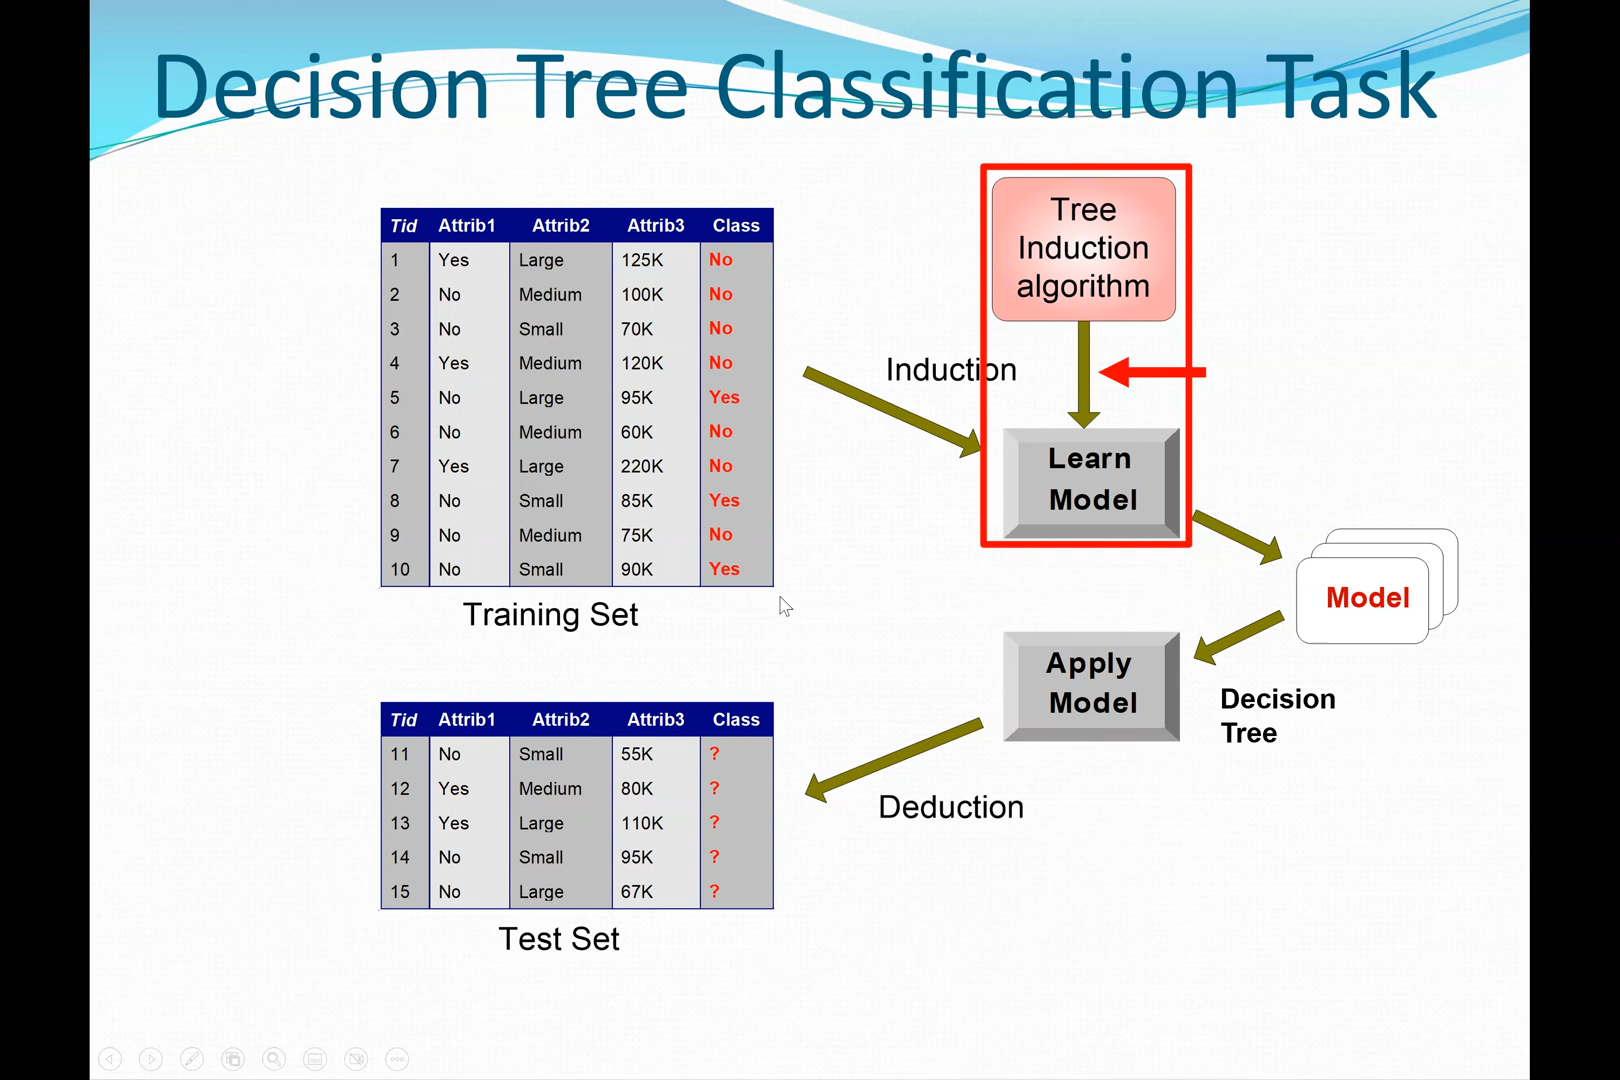 Decision Tree Classification Task
Tid Attrib1 Attrib2 Attrib3 Class
1 Yes Large 125K No
2 No Medium 100K No
3 No Small 70K No
4 Yes Medium 120K No
5 No Large 95K Yes
6 No Medium 60K No
7 Yes Large 220K No
8 No Small 85K Yes
9 No Medium 75K No
10 No Small 90K Yes
Training Set
Tree
Induction
algorithm
Induction
Learn
Model
Model
Apply
Model
Decision
Tree
Deduction
Tid Attrib1 Attrib2 Attrib3 Class
11 No Small 55K ?
12 Yes Medium 80K ?
13 Yes Large 110K ?
14 No Small 95K ?
15 No Large 67K ?
Test Set